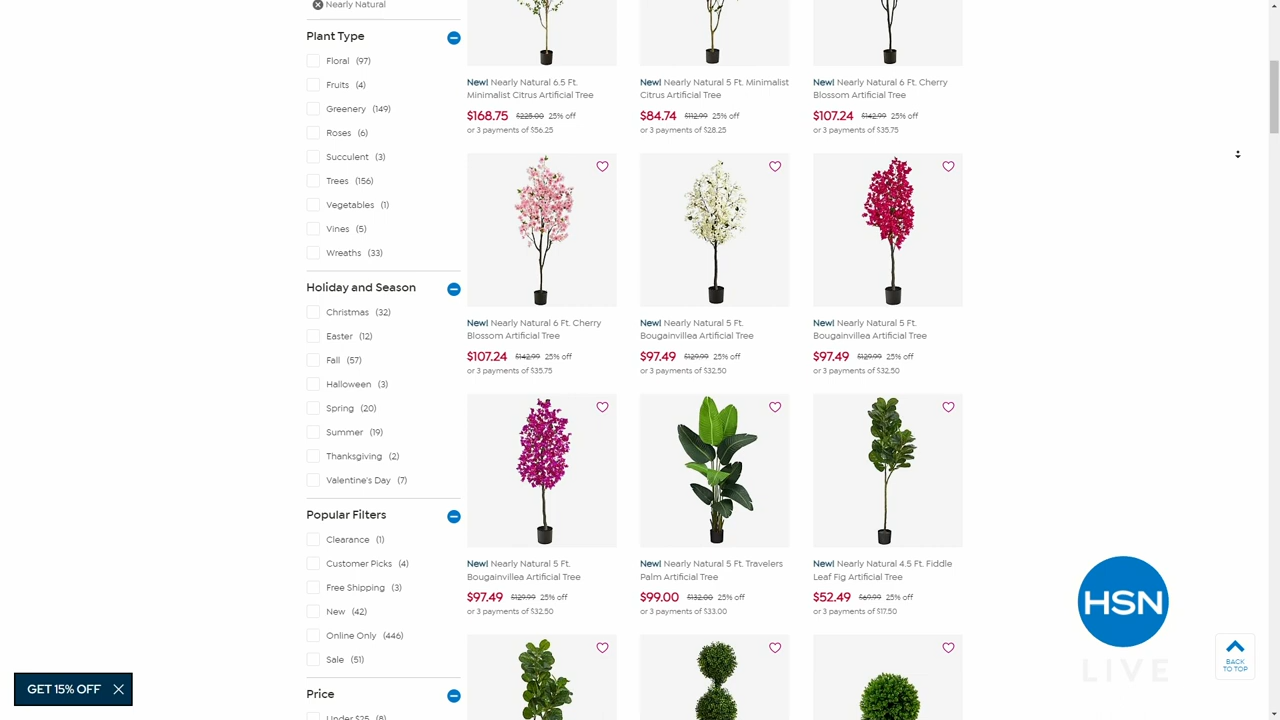 Nearly Natural
Plant Type
Floral (97)
Fruits (4)
Greenery (149)
Roses (6)
Succulent (3)
Trees (156)
Vegetables (1)
Vines (5)
Wreaths (33)
Holiday and Season
Christmas (32)
Easter (12)
Fall (57)
Halloween (3)
Spring (20)
Summer (19)
Thanksgiving (2)
Valentine's Day (7)
Popular Filters
Clearance (1)
Customer Picks (4)
Free Shipping (3)
New (42)
Online Only (446)
Sale (51)
Price
Under $25 (8)
New! Nearly Natural 6.5 Ft.
Minimalist Citrus Artificial Tree
$168.75 $225.00 25% off
or 3 payments of $56.25
New! Nearly Natural 5 Ft. Minimalist
Citrus Artificial Tree
$84.74 $112.99 25% off
or 3 payments of $28.25
New! Nearly Natural 6 Ft. Cherry
Blossom Artificial Tree
$107.24 $142.99 25% off
or 3 payments of $35.75
New! Nearly Natural 6 Ft. Cherry
Blossom Artificial Tree
$107.24 $142.99 25% off
or 3 payments of $35.75
New! Nearly Natural 5 Ft.
Bougainvillea Artificial Tree
$97.49 $129.99 25% off
or 3 payments of $32.50
New! Nearly Natural 5 Ft.
Bougainvillea Artificial Tree
$97.49 $129.99 25% off
or 3 payments of $32.50
New! Nearly Natural 5 Ft.
Bougainvillea Artificial Tree
$97.49 $129.99 25% off
or 3 payments of $32.50
New! Nearly Natural 5 Ft. Travelers
Palm Artificial Tree
$99.00 $132.00 25% off
or 3 payments of $33.00
New! Nearly Natural 4.5 Ft. Fiddle
Leaf Fig Artificial Tree
$52.49 $69.99 25% off
or 3 payments of $17.50
HSN
LIVE
BACK
TO TOP
GET 15% OFF